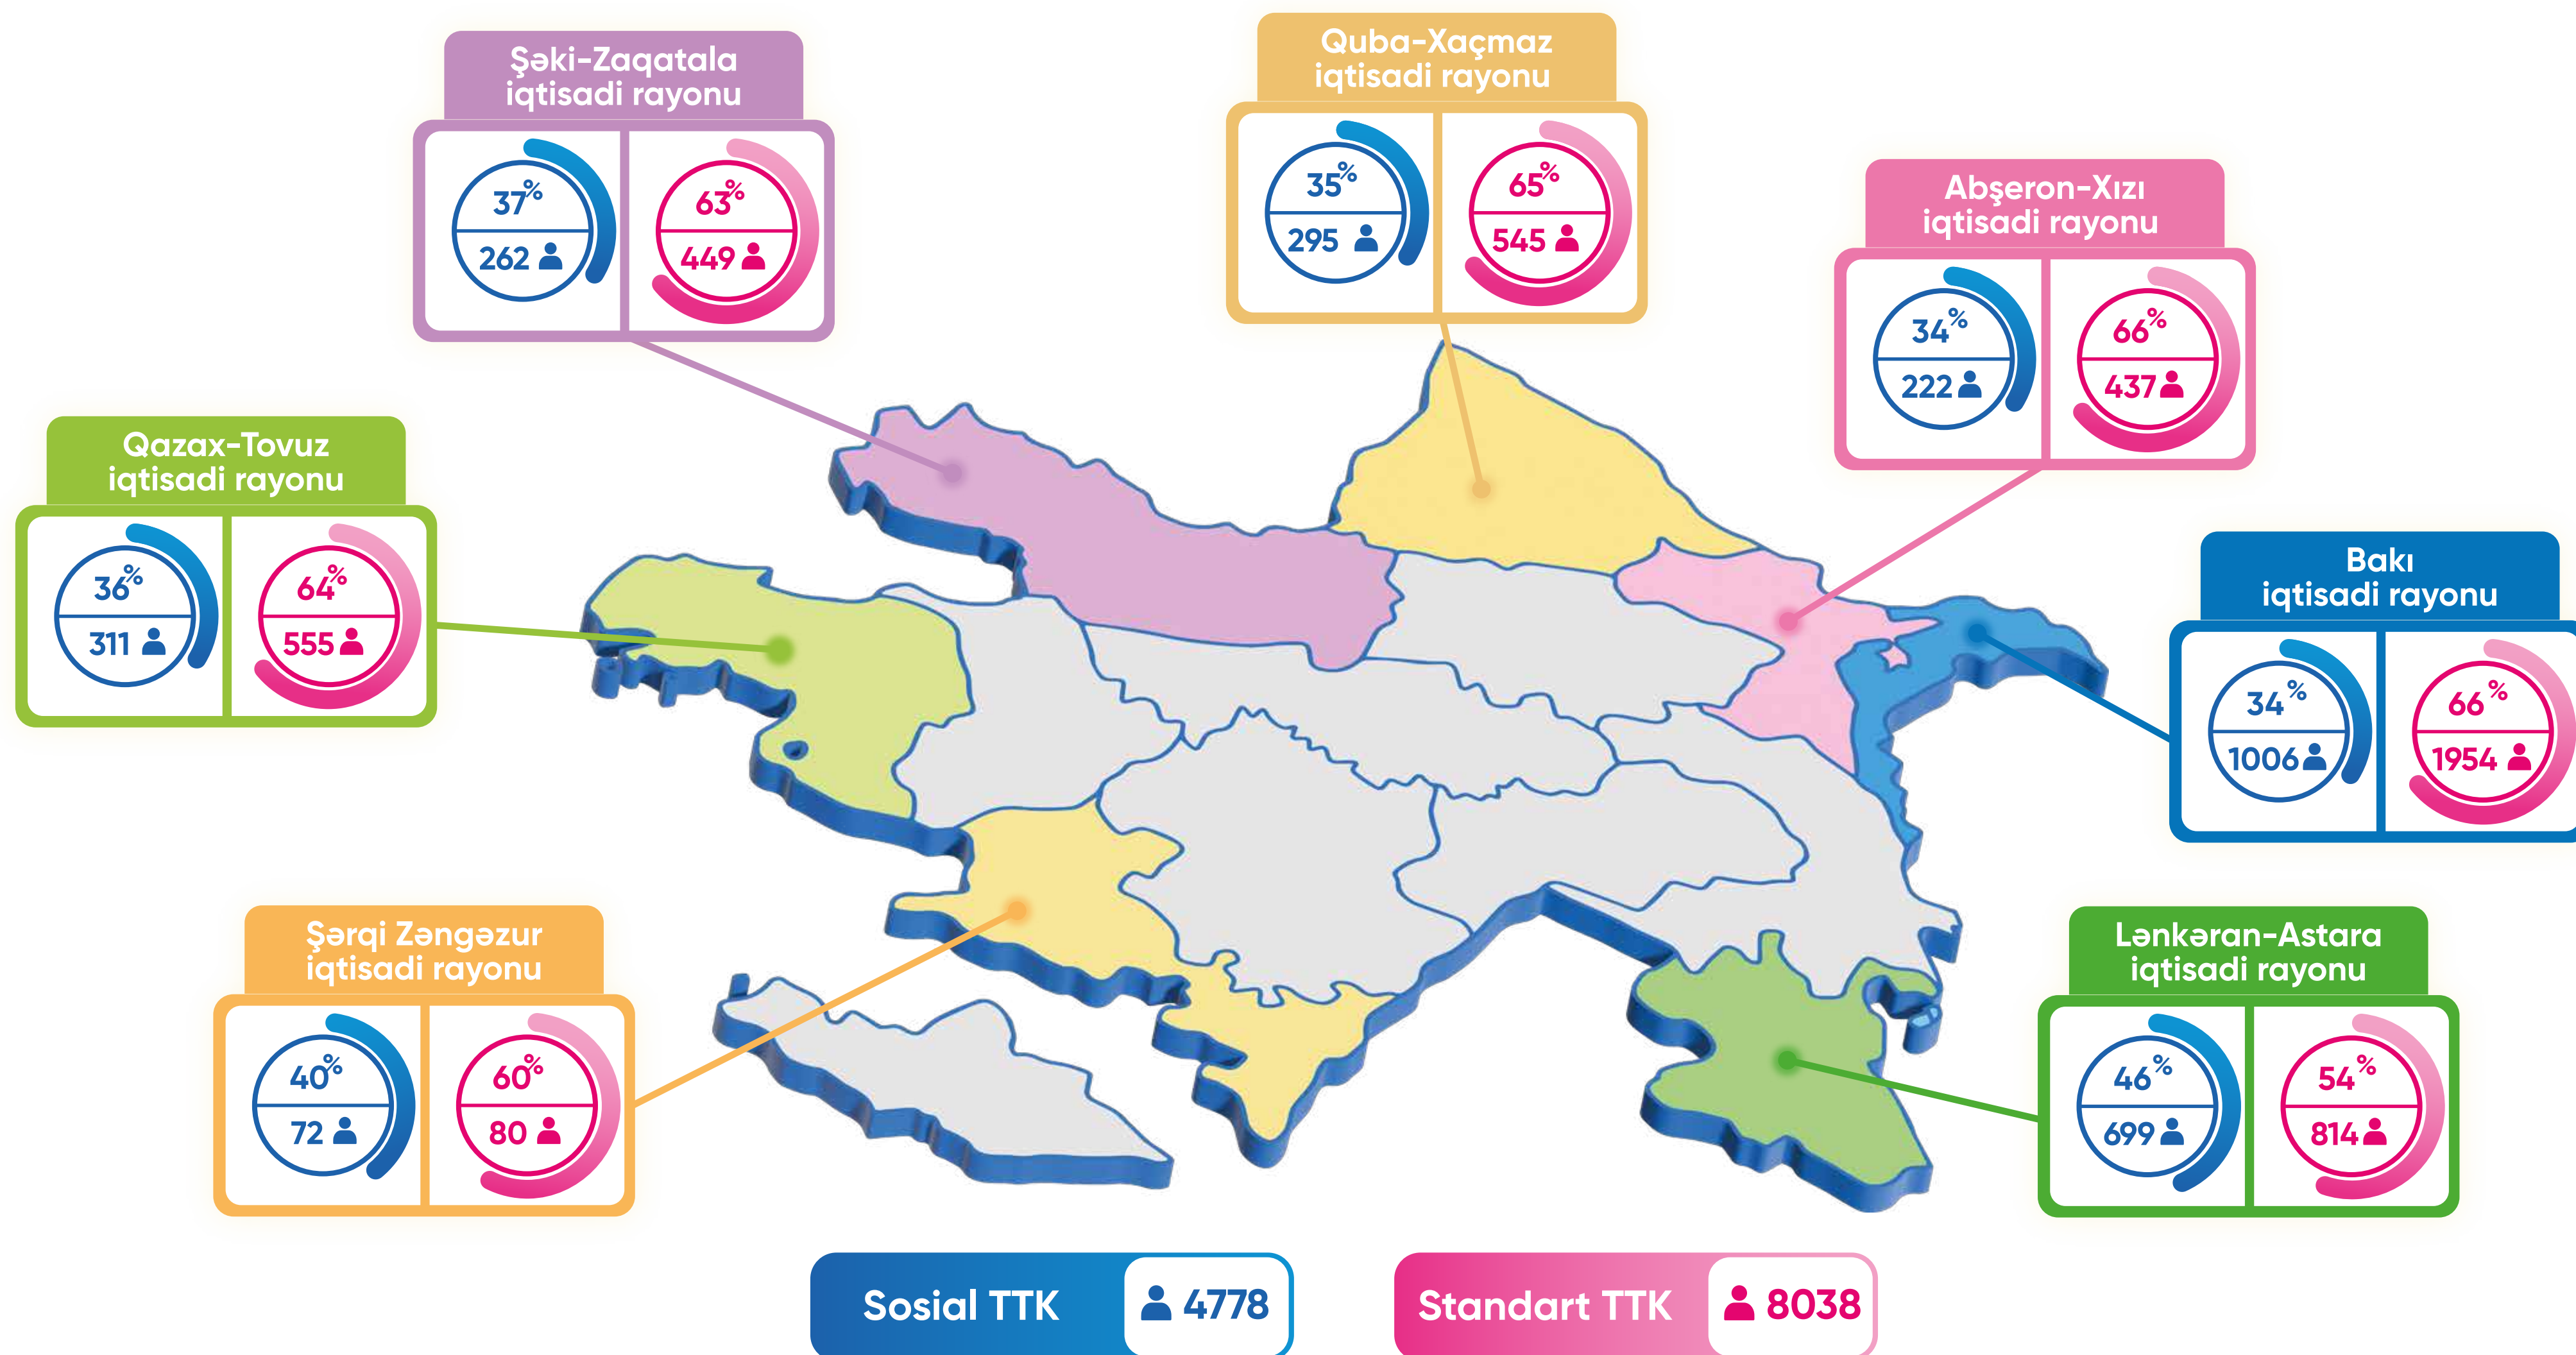 Şəki-Zaqatala
iqtisadi rayonu
37%
262
63%
449
Quba-Xaçmaz
iqtisadi rayonu
35%
295
65%
545
Abşeron-Xızı
iqtisadi rayonu
34%
222
66%
437
Qazax-Tovuz
iqtisadi rayonu
36%
311
64%
555
Bakı
iqtisadi rayonu
34%
1006
66%
1954
Şərqi Zəngəzur
iqtisadi rayonu
40%
72
60%
80
Lənkəran-Astara
iqtisadi rayonu
46%
699
54%
814
Sosial TTK 4778
Standart TTK 8038